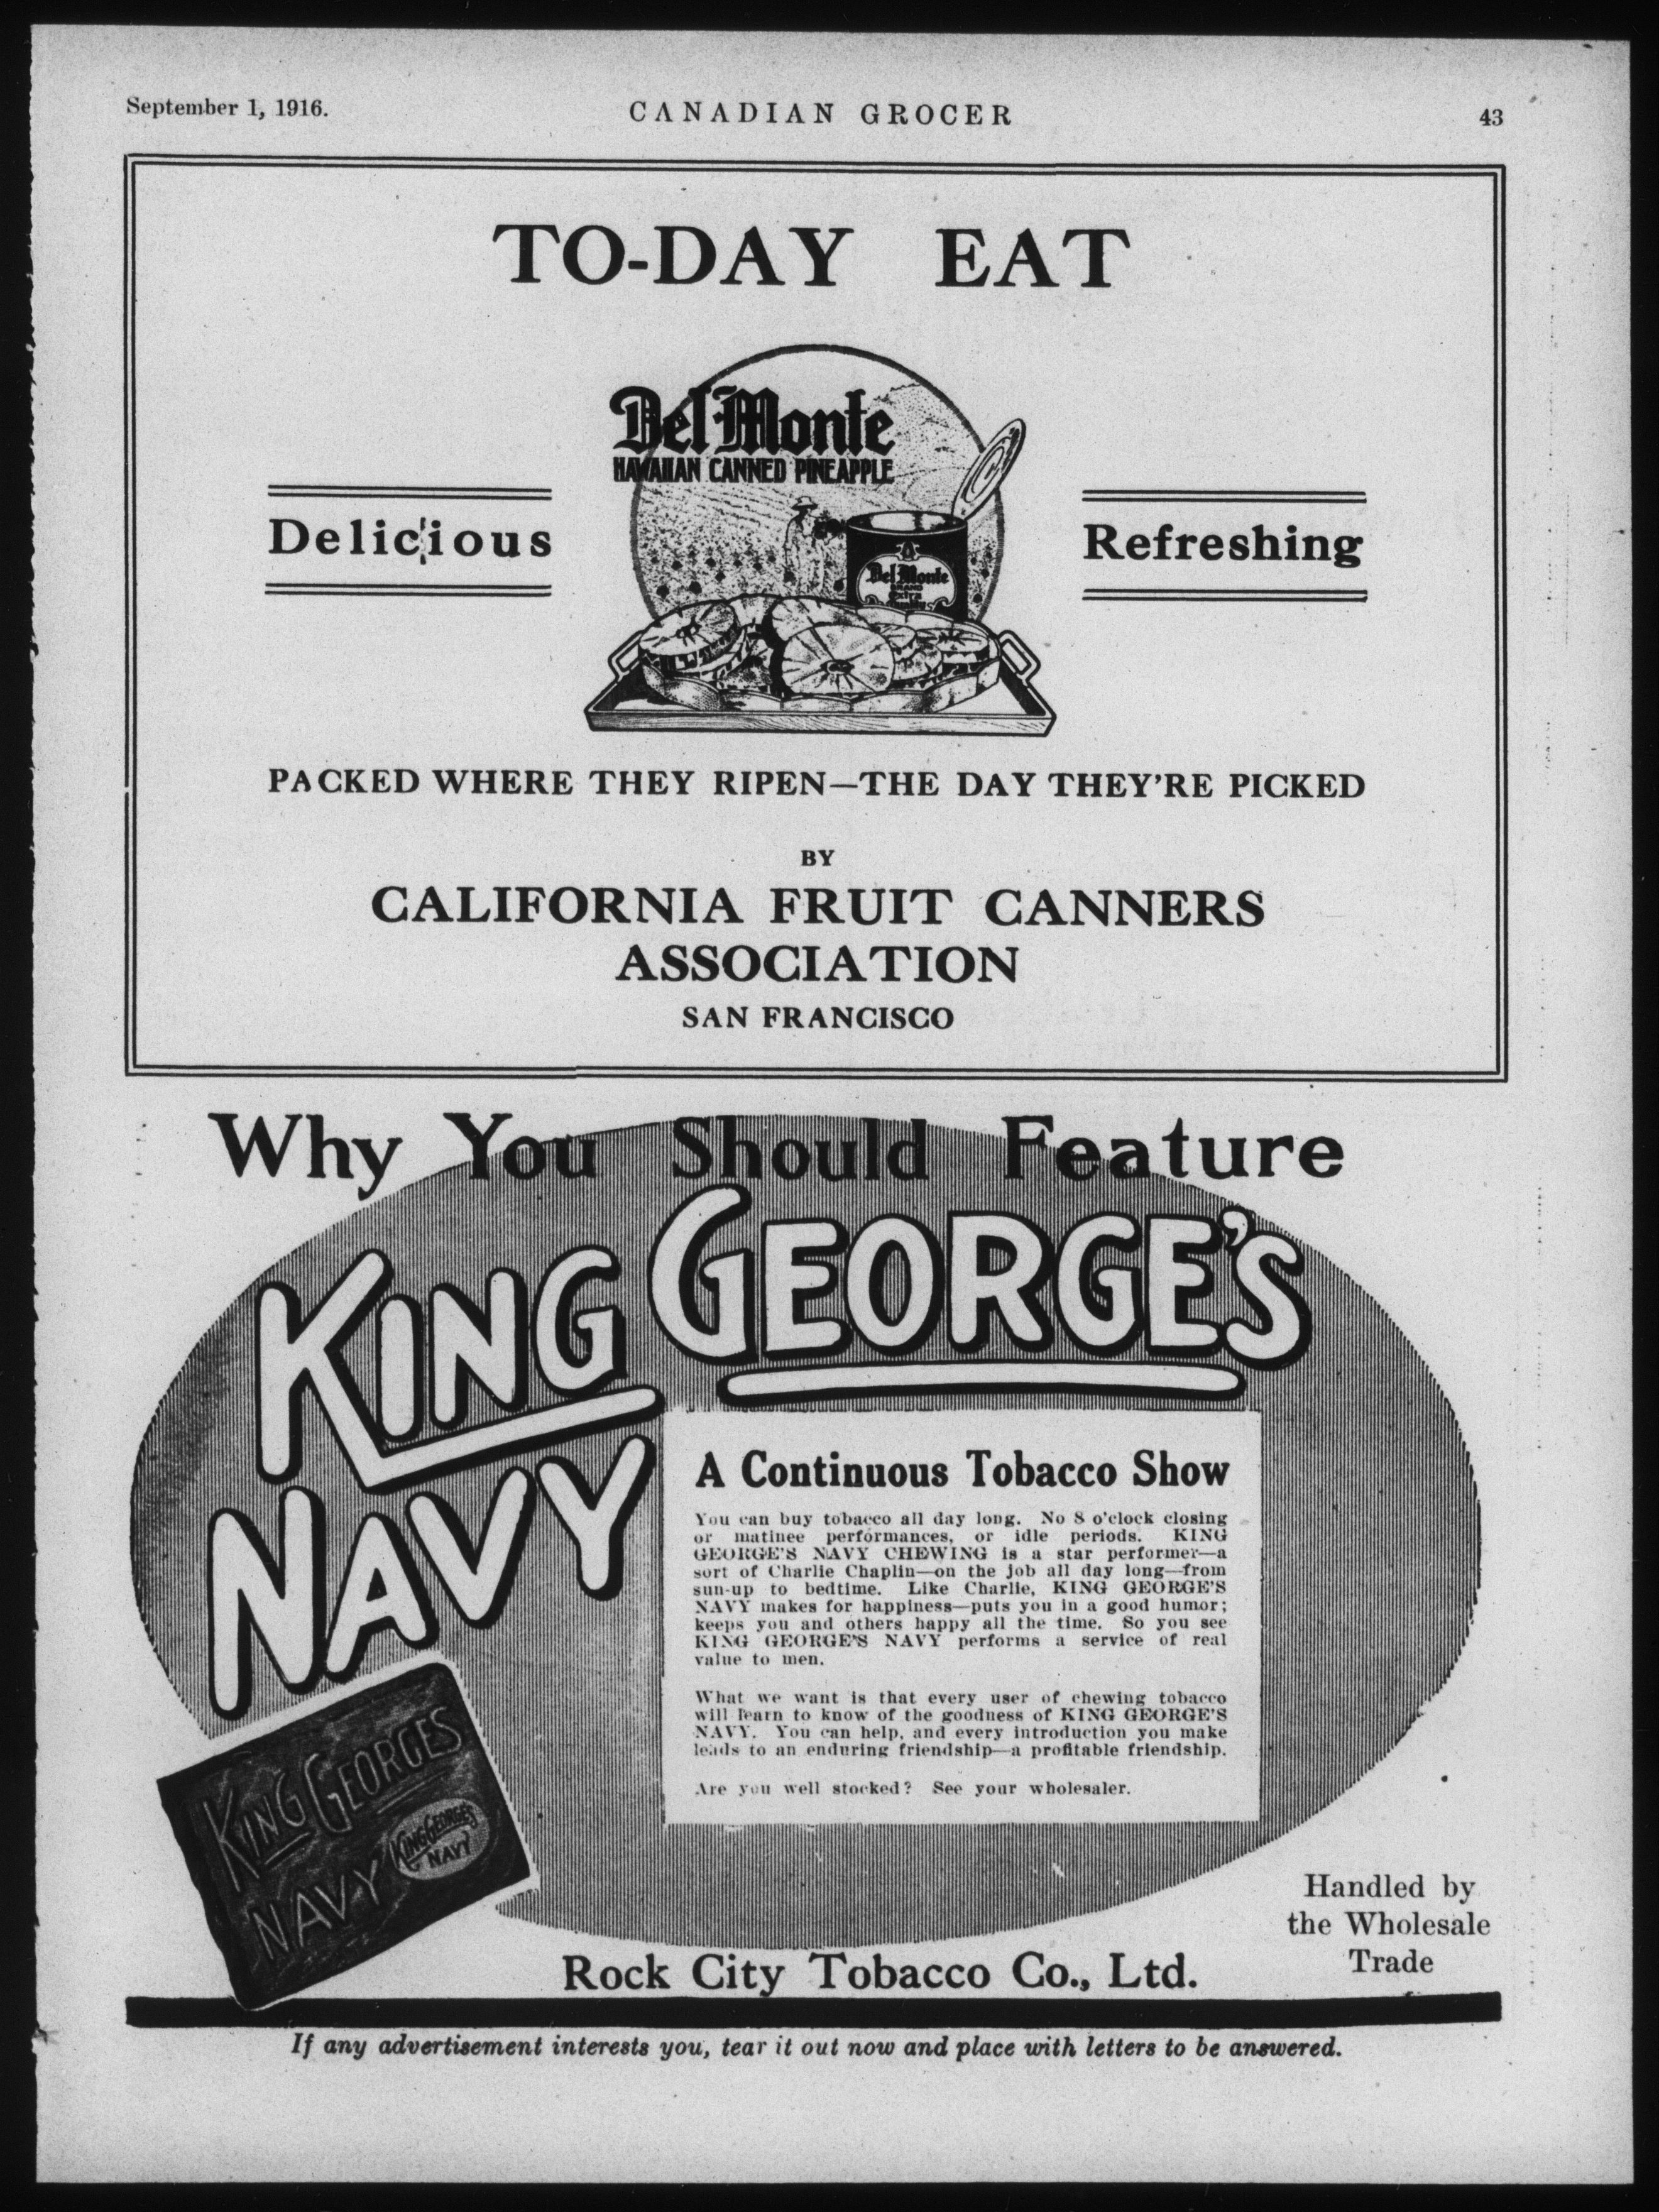 September 1, 1916.
CANADIAN GROCER
43
TO-DAY EAT
Del Monte
HAWAIIAN CANNED PINEAPPLE
Delicious
Refreshing
Del Monte
BRAND
Extra
Quality
PACKED WHERE THEY RIPEN—THE DAY THEY'RE PICKED
BY
CALIFORNIA FRUIT CANNERS
ASSOCIATION
SAN FRANCISCO
Why You Should Feature
KING GEORGE'S
NAVY
A Continuous Tobacco Show
You can buy tobacco all day long. No 8 o'clock closing
or matinee performances, or idle periods. KING
GEORGE'S NAVY CHEWING is a star performer—a
sort of Charlie Chaplin—on the job all day long—from
sun-up to bedtime. Like Charlie, KING GEORGE'S
NAVY makes for happiness—puts you in a good humor;
keeps you and others happy all the time. So you see
KING GEORGE'S NAVY performs a service of real
value to men.
What we want is that every user of chewing tobacco
will learn to know of the goodness of KING GEORGE'S
NAVY. You can help, and every introduction you make
leads to an enduring friendship—a profitable friendship.
Are you well stocked? See your wholesaler.
KING GEORGES
NAVY
KING GEORGE'S
NAVY
Handled by
the Wholesale
Trade
Rock City Tobacco Co., Ltd.
If any advertisement interests you, tear it out now and place with letters to be answered.